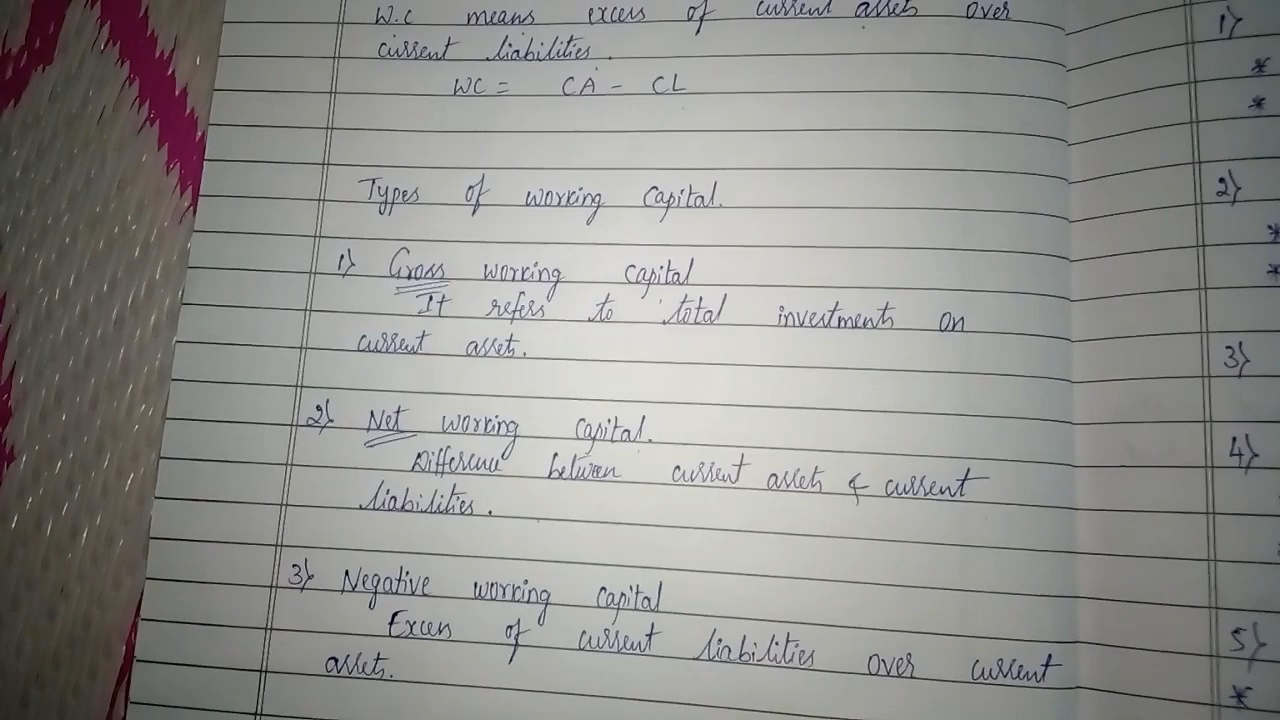 W.C means excess of current assets over
current liabilities.
WC = CA - CL
Types of working Capital.
1} Gross working capital
It refers to total investments on
current assets.
2} Net working Capital.
Difference between current assets & current
liabilities.
3} Negative working capital
Excess of current liabilities over current
assets.
1}
*
*
2}
*
*
3}
4}
5}
*